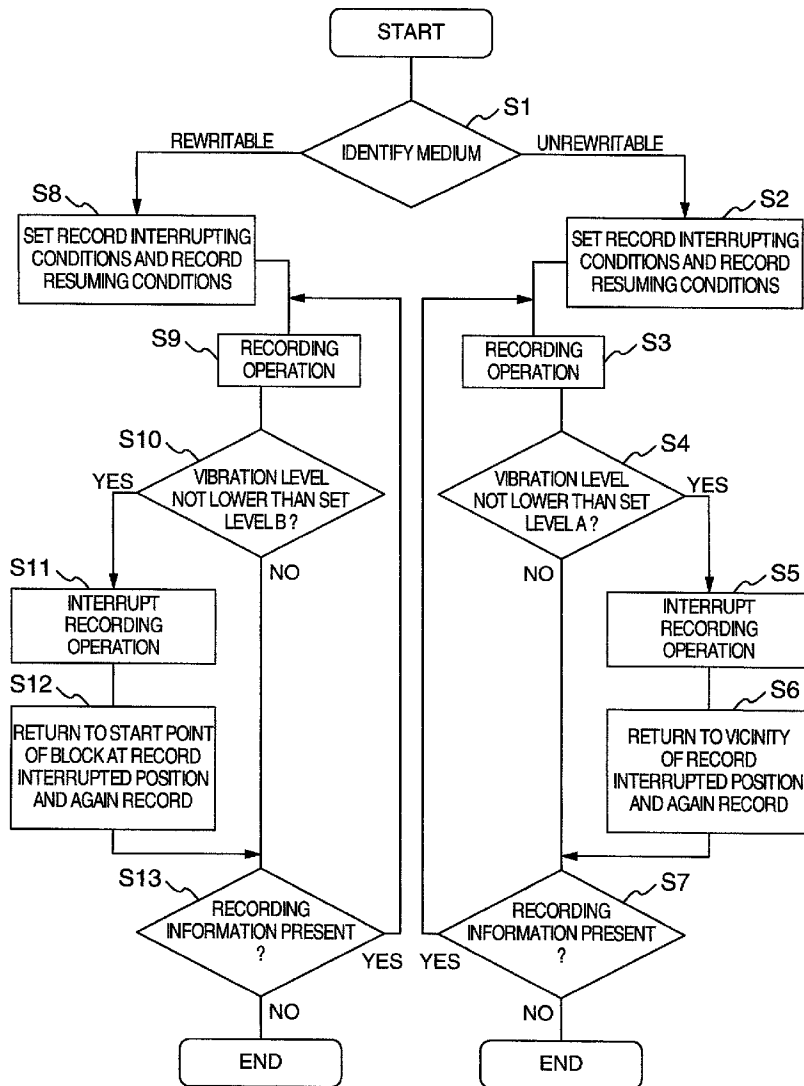 START
S1
REWRITABLE
IDENTIFY MEDIUM
UNREWRITABLE
S8
SET RECORD INTERRUPTING
CONDITIONS AND RECORD
RESUMING CONDITIONS
S2
SET RECORD INTERRUPTING
CONDITIONS AND RECORD
RESUMING CONDITIONS
S9
RECORDING
OPERATION
S3
RECORDING
OPERATION
S10
YES
VIBRATION LEVEL
NOT LOWER THAN SET
LEVEL B ?
NO
S4
VIBRATION LEVEL
NOT LOWER THAN SET
LEVEL A ?
YES
NO
S11
INTERRUPT
RECORDING
OPERATION
S5
INTERRUPT
RECORDING
OPERATION
S12
RETURN TO START POINT
OF BLOCK AT RECORD
INTERRUPTED POSITION
AND AGAIN RECORD
S6
RETURN TO VICINITY
OF RECORD
INTERRUPTED POSITION
AND AGAIN RECORD
S13
RECORDING
INFORMATION PRESENT
?
YES
NO
END
S7
RECORDING
INFORMATION PRESENT
?
YES
NO
END